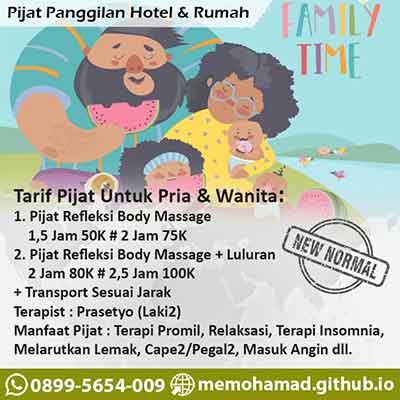 Pijat Panggilan Hotel & Rumah
FAMILY
TIME
Tarif Pijat Untuk Pria & Wanita:
1. Pijat Refleksi Body Massage
1,5 Jam 50K # 2 Jam 75K
2. Pijat Refleksi Body Massage + Luluran
2 Jam 80K # 2,5 Jam 100K
+ Transport Sesuai Jarak
Terapist : Prasetyo (Laki2)
Manfaat Pijat : Terapi Promil, Relaksasi, Terapi Insomnia,
Melarutkan Lemak, Cape2/Pegal2, Masuk Angin dll.
NEW NORMAL
0899-5654-009 memohamad.github.io